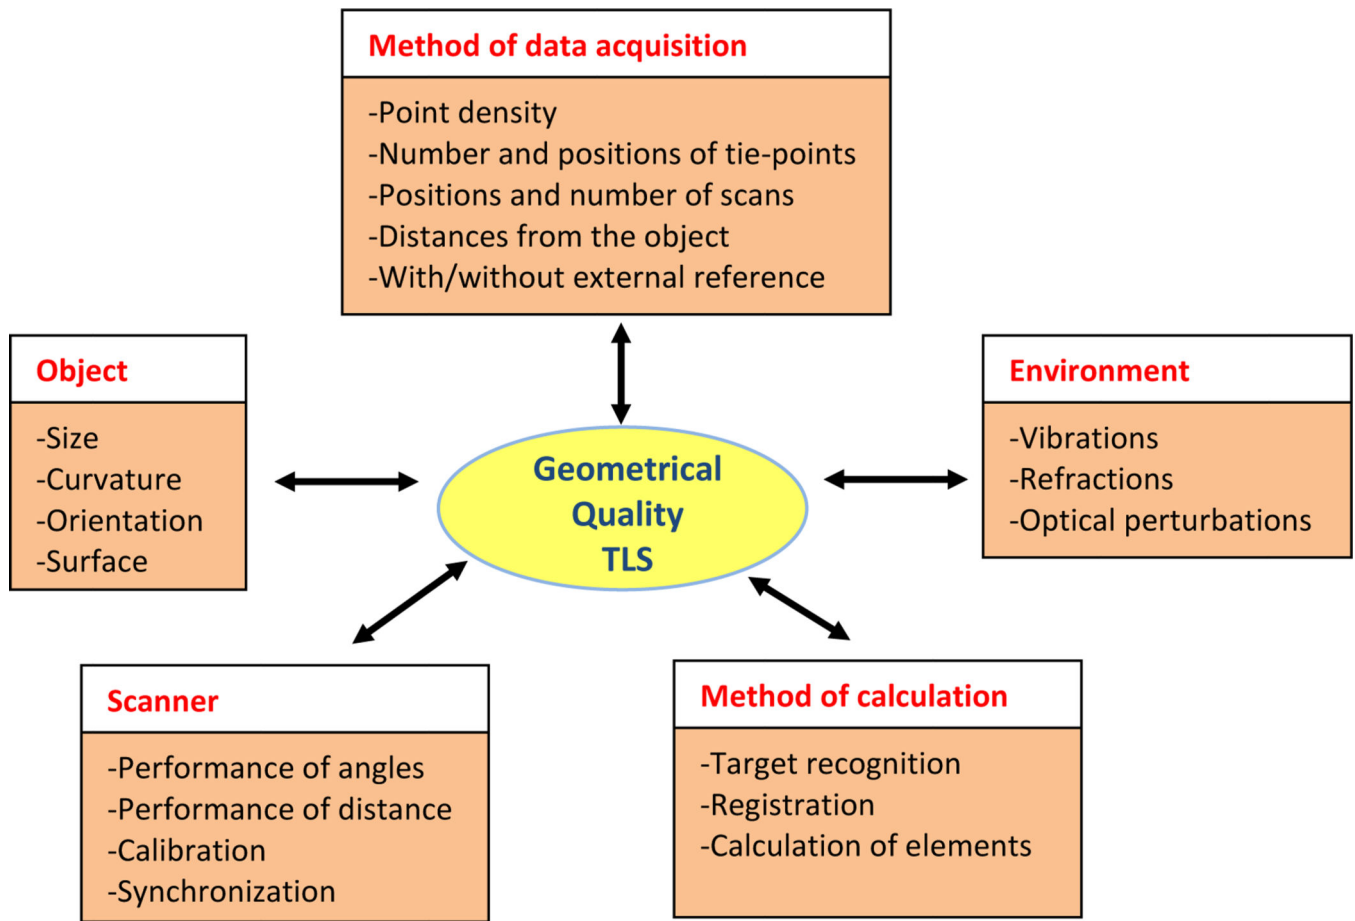 Method of data acquisition
-Point density
-Number and positions of tie-points
-Positions and number of scans
-Distances from the object
-With/without external reference
Object
-Size
-Curvature
-Orientation
-Surface
Geometrical
Quality
TLS
Environment
-Vibrations
-Refractions
-Optical perturbations
Scanner
-Performance of angles
-Performance of distance
-Calibration
-Synchronization
Method of calculation
-Target recognition
-Registration
-Calculation of elements